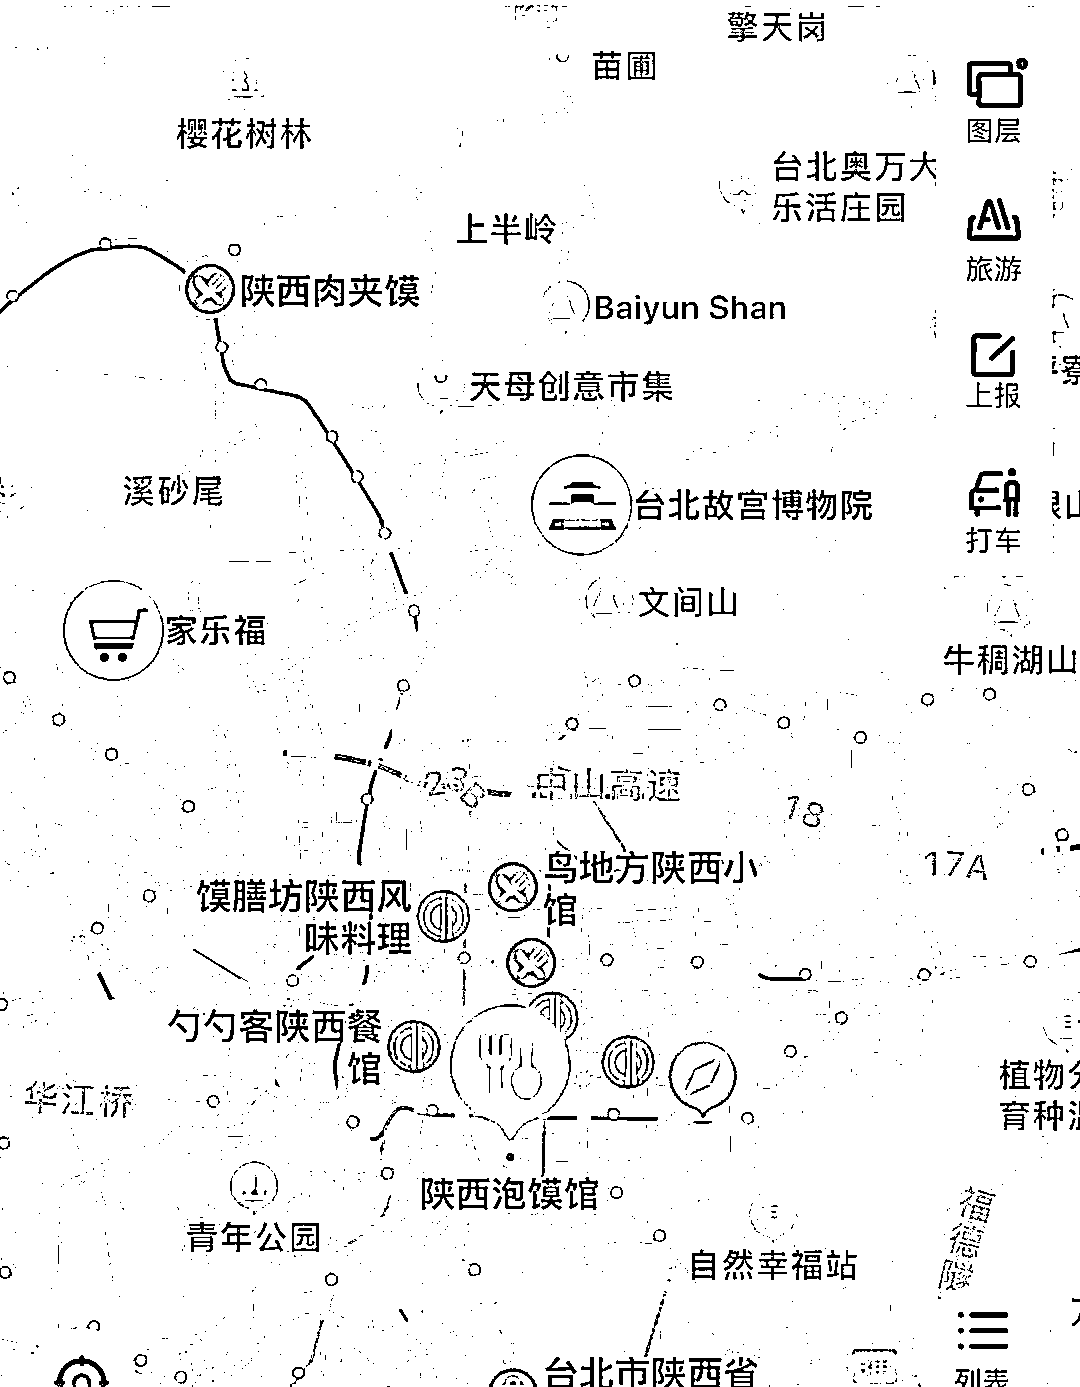 擎天岗
苗圃
图层
樱花树林
台北奥万大
乐活庄园
上半岭
旅游
陕西肉夹馍
Baiyun Shan
天母创意市集
上报
溪砂尾
台北故宫博物院
打车
文间山
家乐福
牛稠湖山
23
中山高速
18
17A
鸟地方陕西小
馆
馍膳坊陕西风
味料理
勺勺客陕西餐
馆
华江桥
植物
育种
陕西泡馍馆
青年公园
自然幸福站
福德隧
台北市陕西省
列表